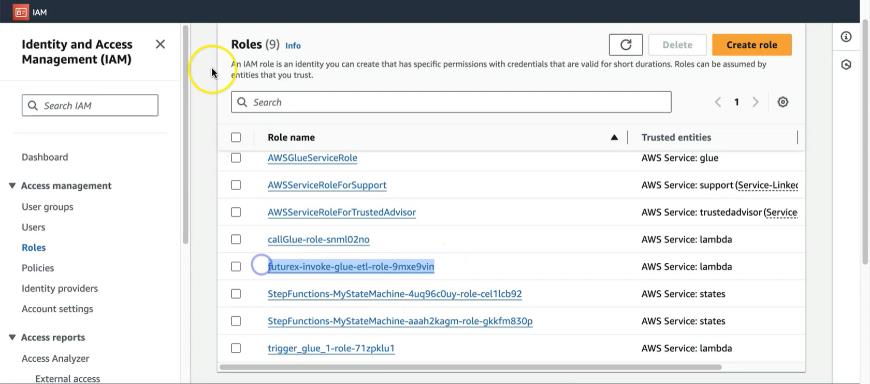 IAM
Identity and Access
Management (IAM)
Search IAM
Dashboard
Access management
User groups
Users
Roles
Policies
Identity providers
Account settings
Access reports
Access Analyzer
External access
Roles (9) Info
Delete
Create role
An IAM role is an identity you can create that has specific permissions with credentials that are valid for short durations. Roles can be assumed by
entities that you trust.
Search
1
Role name
Trusted entities
AWSGlueServiceRole
AWS Service: glue
AWSServiceRoleForSupport
AWS Service: support (Service-Linked
AWSServiceRoleForTrustedAdvisor
AWS Service: trustedadvisor (Service
callGlue-role-snml02no
AWS Service: lambda
futurex-invoke-glue-etl-role-9mxe9vin
AWS Service: lambda
StepFunctions-MyStateMachine-4uq96c0uy-role-cel1lcb92
AWS Service: states
StepFunctions-MyStateMachine-aaah2kagm-role-gkkfm830p
AWS Service: states
trigger_glue_1-role-71zpklu1
AWS Service: lambda